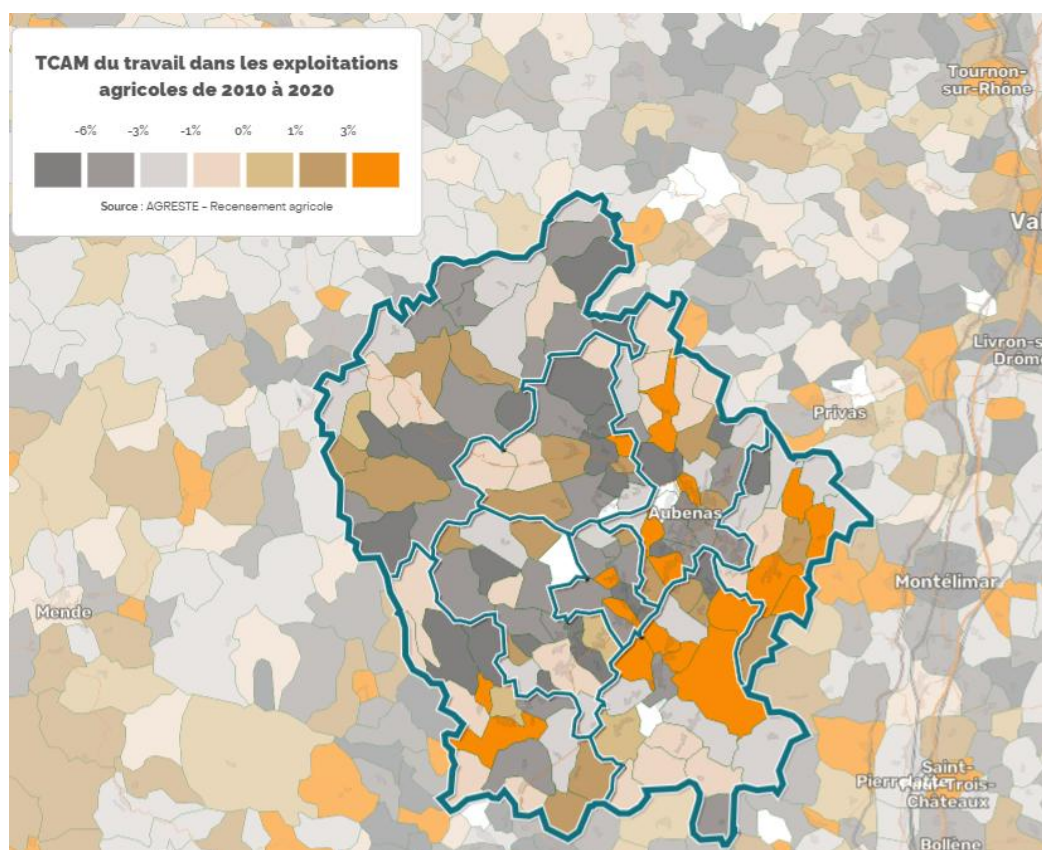 TCAM du travail dans les exploitations
agricoles de 2010 à 2020
-6% -3% -1% 0% 1% 3%
Source : AGRESTE - Recensement agricole
Tournon-
sur-Rhône
Val
Livron-s
Drôme
Privas
Aubenas
Montélimar
Mende
Saint-
Trois-
Châteaux
Bollène